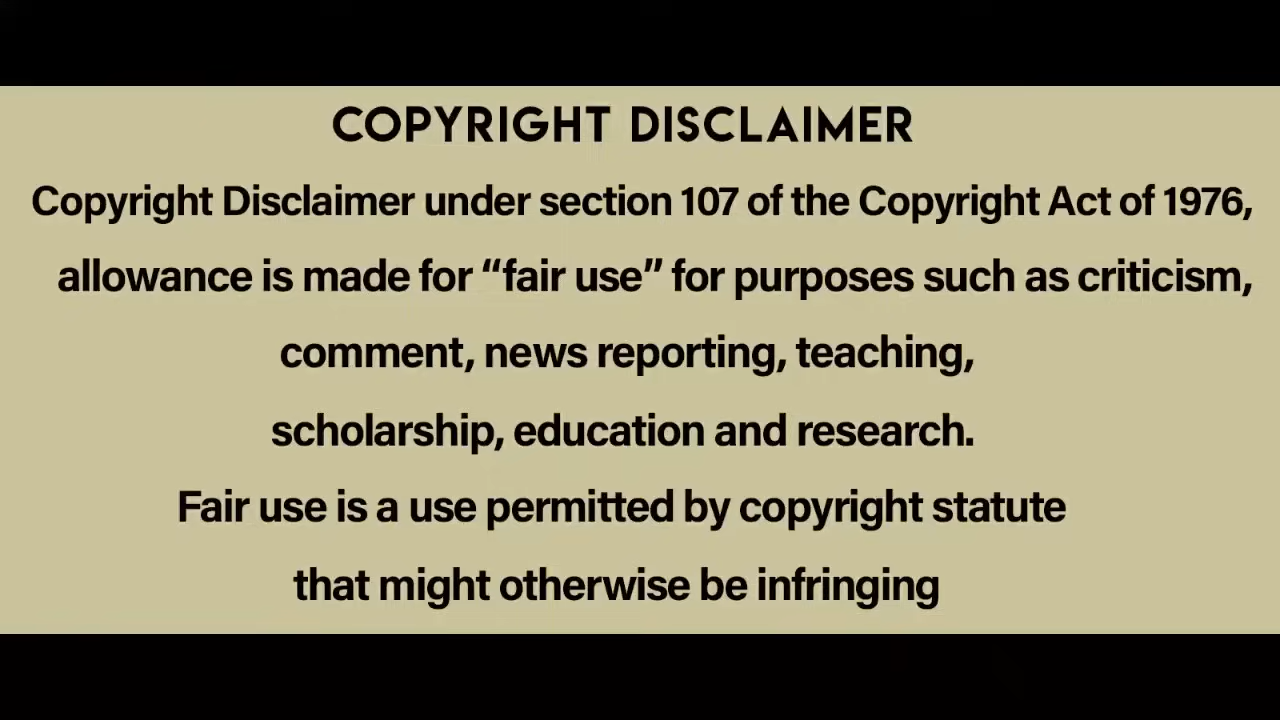 COPYRIGHT DISCLAIMER
Copyright Disclaimer under section 107 of the Copyright Act of 1976,
allowance is made for “fair use” for purposes such as criticism,
comment, news reporting, teaching,
scholarship, education and research.
Fair use is a use permitted by copyright statute
that might otherwise be infringing